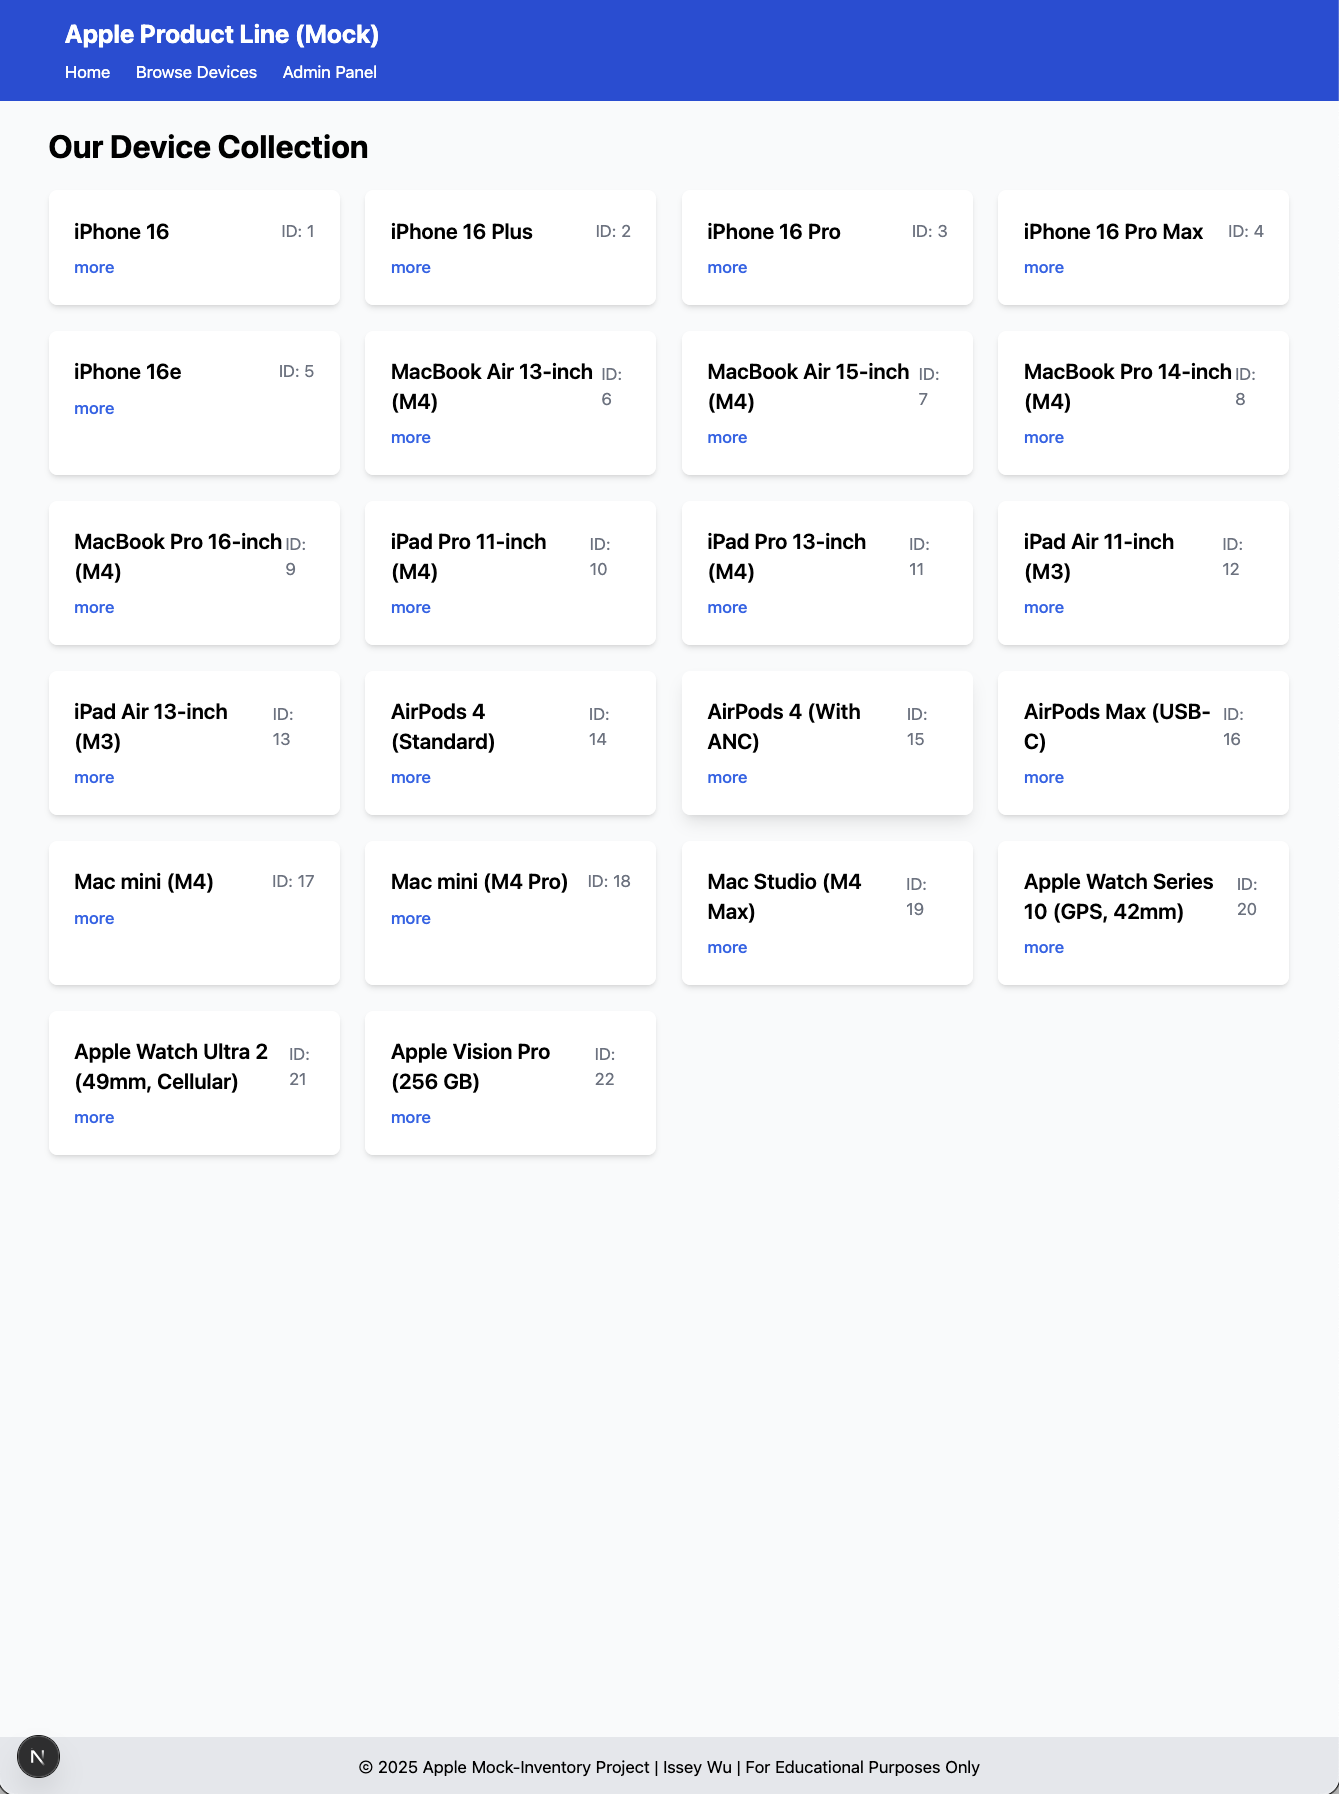 Apple Product Line (Mock)
Home Browse Devices Admin Panel
Our Device Collection
iPhone 16 ID: 1
more
iPhone 16 Plus ID: 2
more
iPhone 16 Pro ID: 3
more
iPhone 16 Pro Max ID: 4
more
iPhone 16e ID: 5
more
MacBook Air 13-inch ID:
(M4) 6
more
MacBook Air 15-inch ID:
(M4) 7
more
MacBook Pro 14-inch ID:
(M4) 8
more
MacBook Pro 16-inch ID:
(M4) 9
more
iPad Pro 11-inch ID:
(M4) 10
more
iPad Pro 13-inch ID:
(M4) 11
more
iPad Air 11-inch ID:
(M3) 12
more
iPad Air 13-inch ID:
(M3) 13
more
AirPods 4 ID:
(Standard) 14
more
AirPods 4 (With ID:
ANC) 15
more
AirPods Max (USB- ID:
C) 16
more
Mac mini (M4) ID: 17
more
Mac mini (M4 Pro) ID: 18
more
Mac Studio (M4 ID:
Max) 19
more
Apple Watch Series ID:
10 (GPS, 42mm) 20
more
Apple Watch Ultra 2 ID:
(49mm, Cellular) 21
more
Apple Vision Pro ID:
(256 GB) 22
more
N
© 2025 Apple Mock-Inventory Project | Issey Wu | For Educational Purposes Only